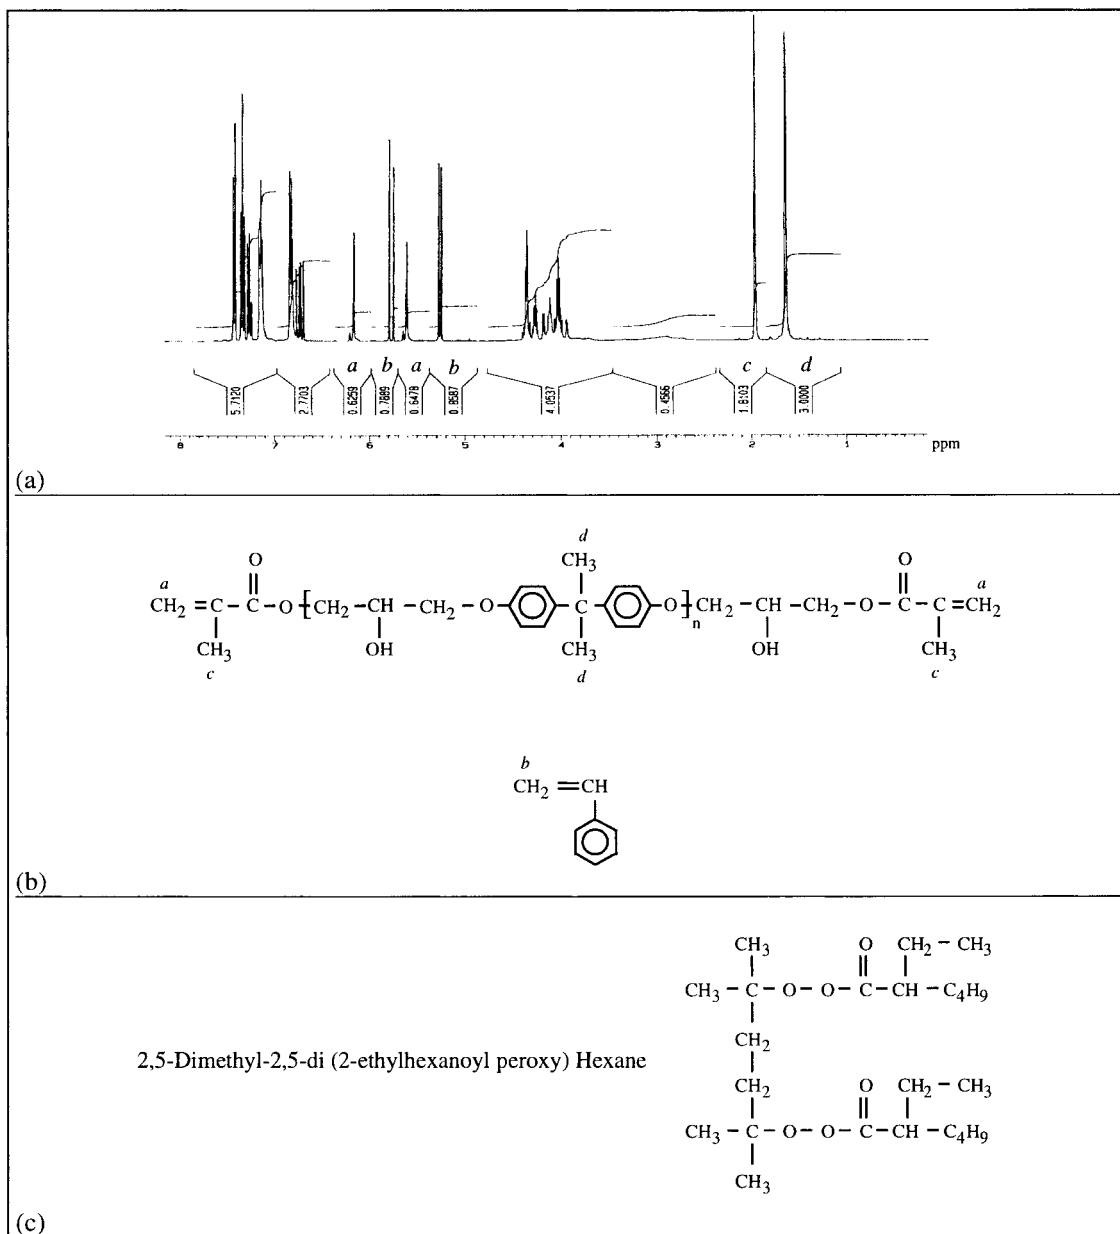 a b a b c d
5.7120 2.7703 0.6259 0.7889 0.6478 0.8587 4.0537 0.4566 1.8103 3.0000
8 7 6 5 4 3 2 1 ppm
(a)
d
a O CH3 O a
CH2 = C - C - O [ CH2 - CH - CH2 - O - C - O ]n CH2 - CH - CH2 - O - C - C = CH2
CH3 OH CH3 OH CH3
c d c
b
CH2 = CH
(b)
CH3 O CH2 - CH3
CH3 - C - O - O - C - CH - C4H9
CH2
2,5-Dimethyl-2,5-di (2-ethylhexanoyl peroxy) Hexane
CH2 O CH2 - CH3
CH3 - C - O - O - C - CH - C4H9
CH3
(c)